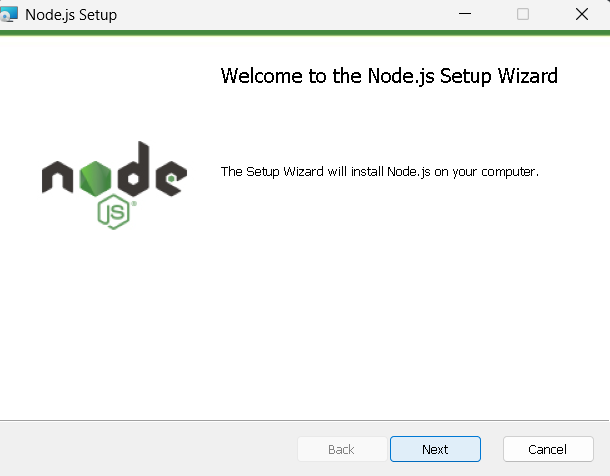 Node.js Setup
Welcome to the Node.js Setup Wizard
node
JS®
The Setup Wizard will install Node.js on your computer.
Back
Next
Cancel